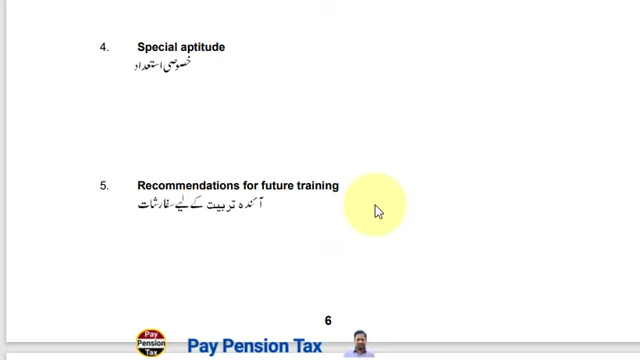 4. Special aptitude
خصوصی استعداد
5. Recommendations for future training
آئندہ تربیت کے لیے سفارشات
6
Pay Pension Tax
Pay Pension Tax